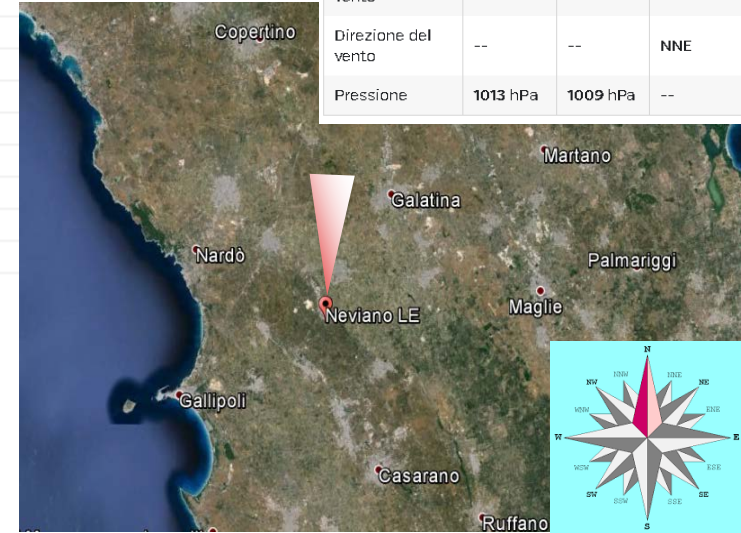 vento
Copertino
Direzione del
vento
--
--
NNE
Pressione
1013 hPa
1009 hPa
--
Martano
Galatina
Nardò
Palmariggi
Maglie
Neviano LE
Gallipoli
Casarano
Ruffano
N
NNW
NNE
NW
NE
WNW
ENE
W
E
WSW
ESE
SW
SE
SSW
SSE
S